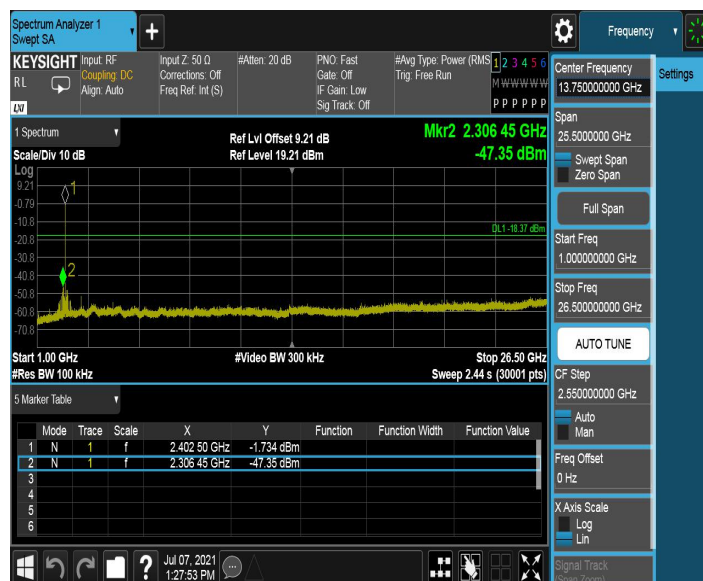 Spectrum Analyzer 1
Swept SA
+
Frequency
KEYSIGHT
RL
LXI
Input: RF
Coupling: DC
Align: Auto
Input Z: 50 Ω
Corrections: Off
Freq Ref: Int (S)
#Atten: 20 dB
PNO: Fast
Gate: Off
IF Gain: Low
Sig Track: Off
#Avg Type: Power (RMS
Trig: Free Run
1 2 3 4 5 6
M W W W W W
P P P P P P
Center Frequency
13.750000000 GHz
Settings
Span
25.5000000 GHz
Swept Span
Zero Span
Full Span
Start Freq
1.000000000 GHz
Stop Freq
26.500000000 GHz
AUTO TUNE
CF Step
2.550000000 GHz
Auto
Man
Freq Offset
0 Hz
X Axis Scale
Log
Lin
Signal Track
(Span Zoom)
1 Spectrum
Scale/Div 10 dB
Ref Lvl Offset 9.21 dB
Ref Level 19.21 dBm
Mkr2 2.306 45 GHz
-47.35 dBm
Log
9.21
-0.79
-10.8
-20.8
-30.8
-40.8
-50.8
-60.8
-70.8
1
2
DL1 -18.37 dBm
Start 1.00 GHz
#Res BW 100 kHz
#Video BW 300 kHz
Stop 26.50 GHz
Sweep 2.44 s (30001 pts)
5 Marker Table
Mode Trace Scale X Y Function Function Width Function Value
1 N 1 f 2.402 50 GHz -1.734 dBm
2 N 1 f 2.306 45 GHz -47.35 dBm
3
4
5
6
?
Jul 07, 2021
1:27:53 PM